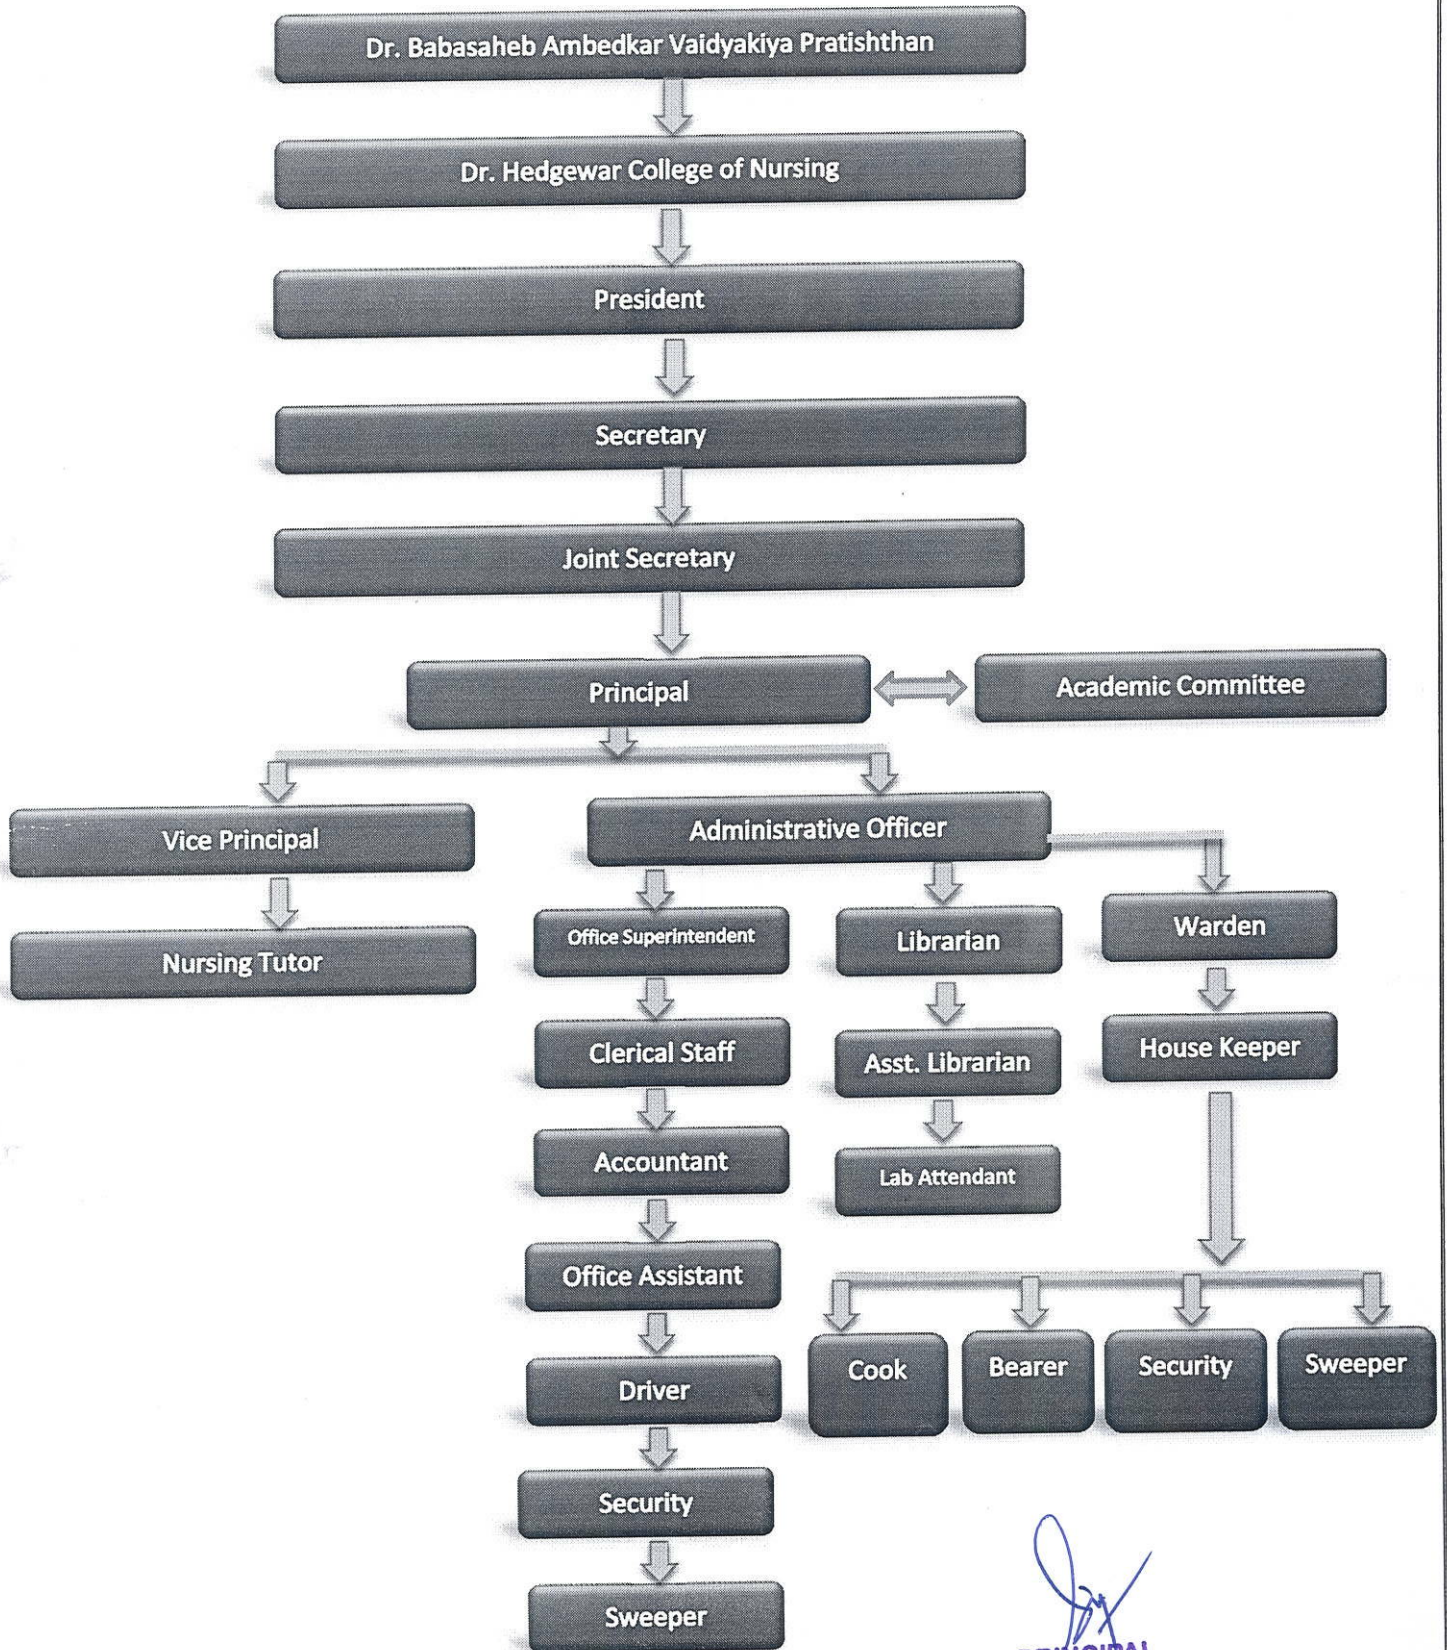 Dr. Babasaheb Ambedkar Vaidyakiya Pratishthan
Dr. Hedgewar College of Nursing
President
Secretary
Joint Secretary
Principal
Academic Committee
Vice Principal
Administrative Officer
Nursing Tutor
Office Superintendent
Librarian
Warden
Clerical Staff
Asst. Librarian
House Keeper
Accountant
Lab Attendant
Office Assistant
Driver
Cook
Bearer
Security
Sweeper
Security
Sweeper
PRINCIPAL